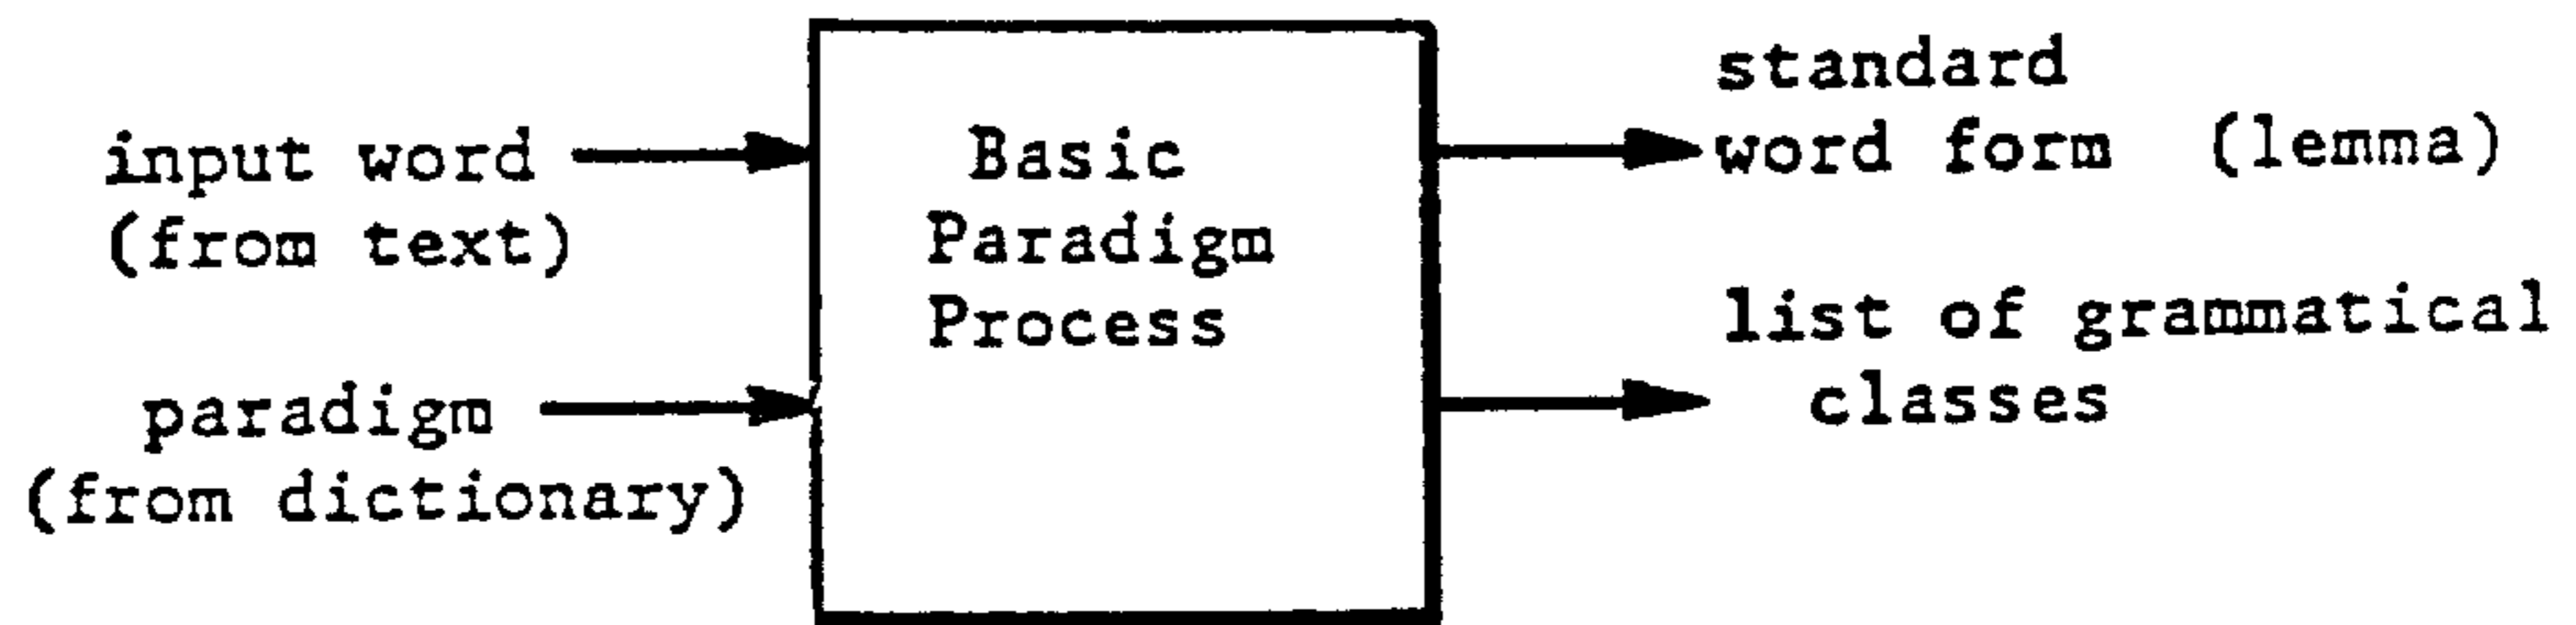 input word
(from text)
paradigm
(from dictionary)
Basic
Paradigm
Process
standard
word form (lemma)
list of grammatical
classes